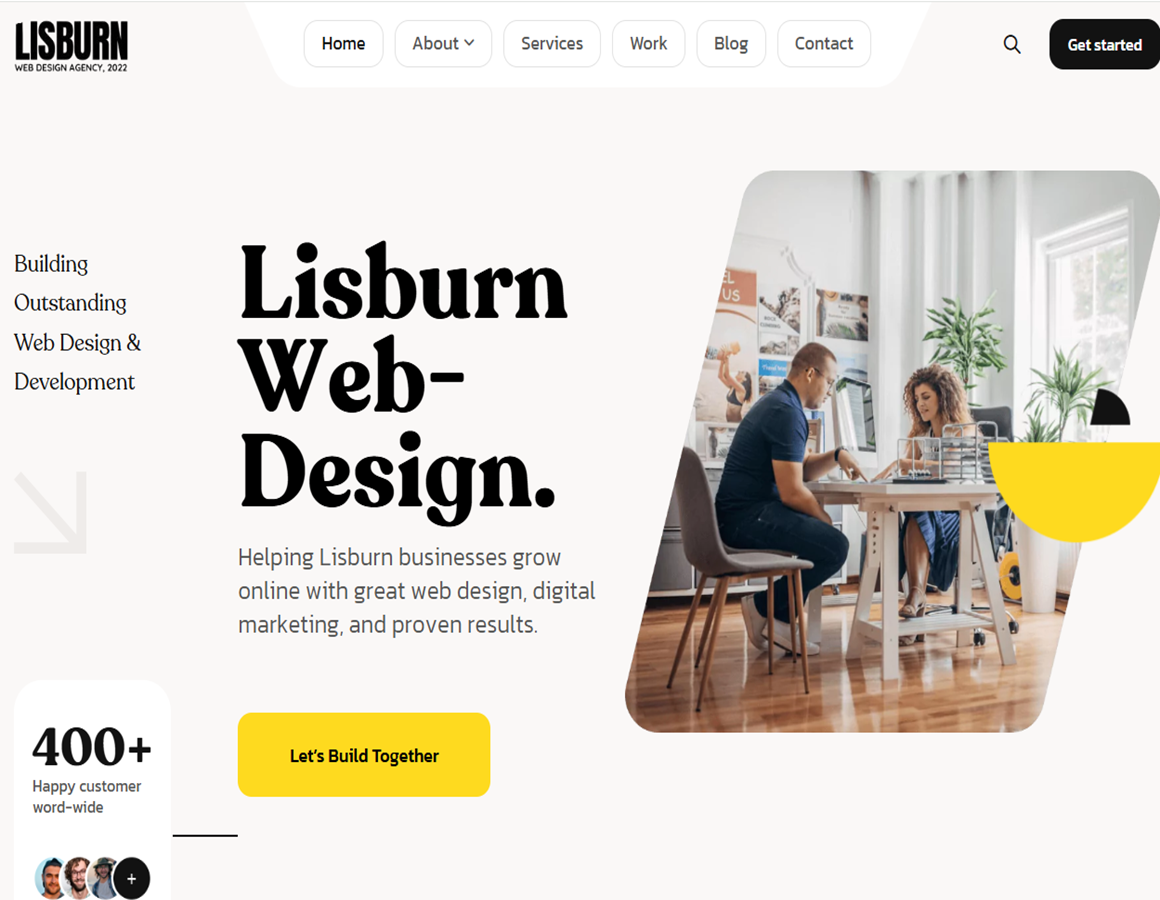 LISBURN
WEB DESIGN AGENCY, 2022
Home
About
Services
Work
Blog
Contact
Get started
Building
Outstanding
Web Design &
Development
Lisburn
Web-
Design.
Helping Lisburn businesses grow
online with great web design, digital
marketing, and proven results.
Let's Build Together
400+
Happy customer
word-wide
+
EL
US